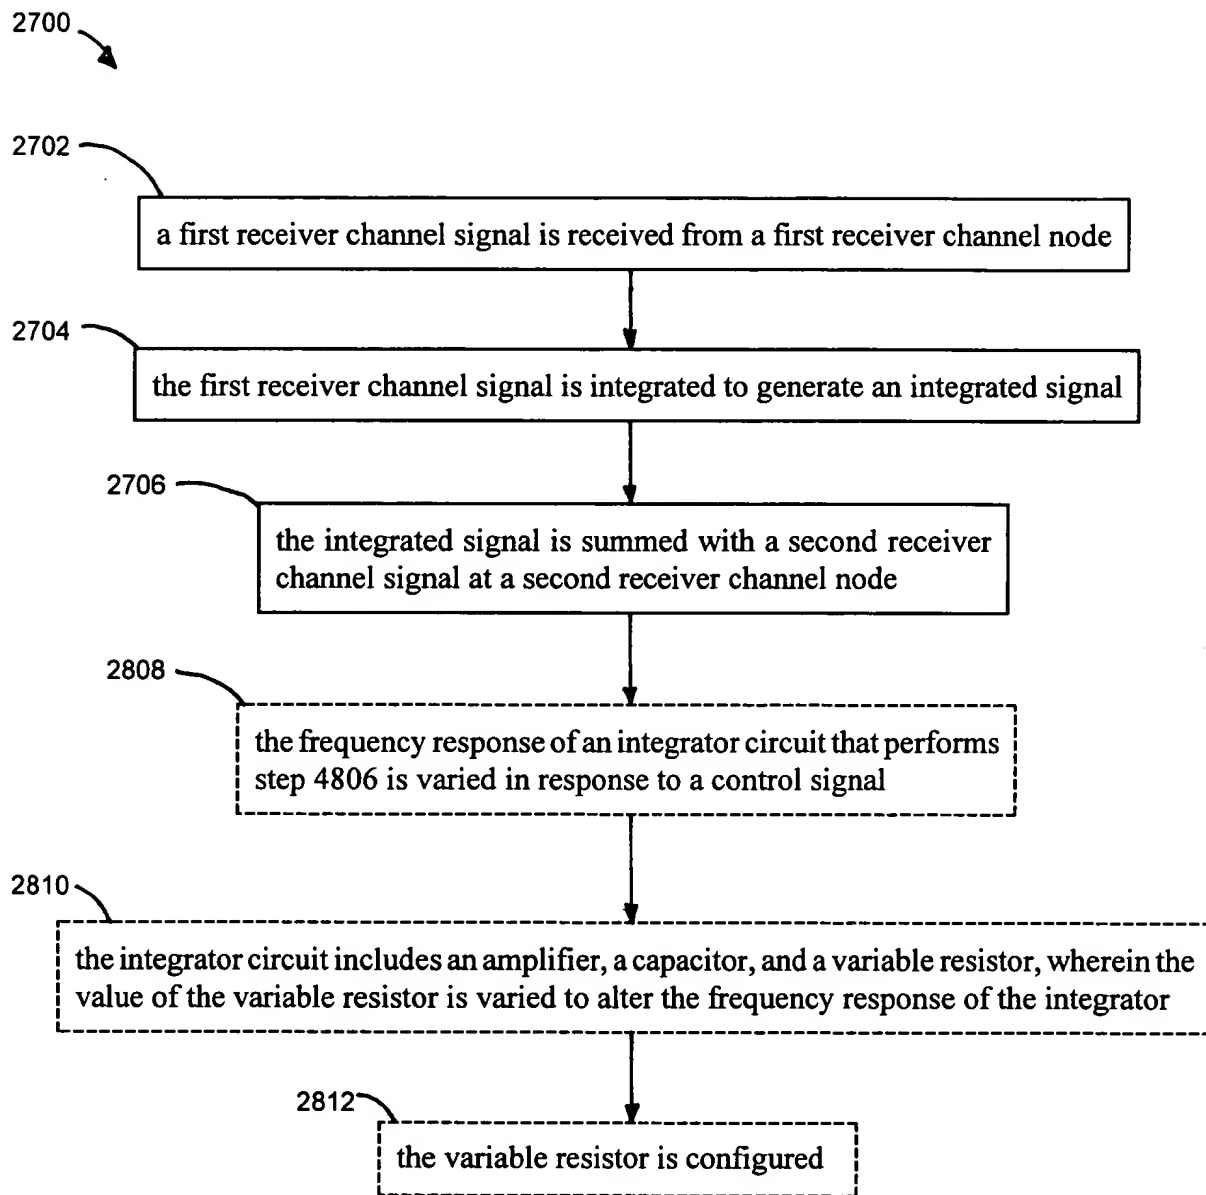 2700
2702
a first receiver channel signal is received from a first receiver channel node
2704
the first receiver channel signal is integrated to generate an integrated signal
2706
the integrated signal is summed with a second receiver
channel signal at a second receiver channel node
2808
the frequency response of an integrator circuit that performs
step 4806 is varied in response to a control signal
2810
the integrator circuit includes an amplifier, a capacitor, and a variable resistor, wherein the
value of the variable resistor is varied to alter the frequency response of the integrator
2812
the variable resistor is configured